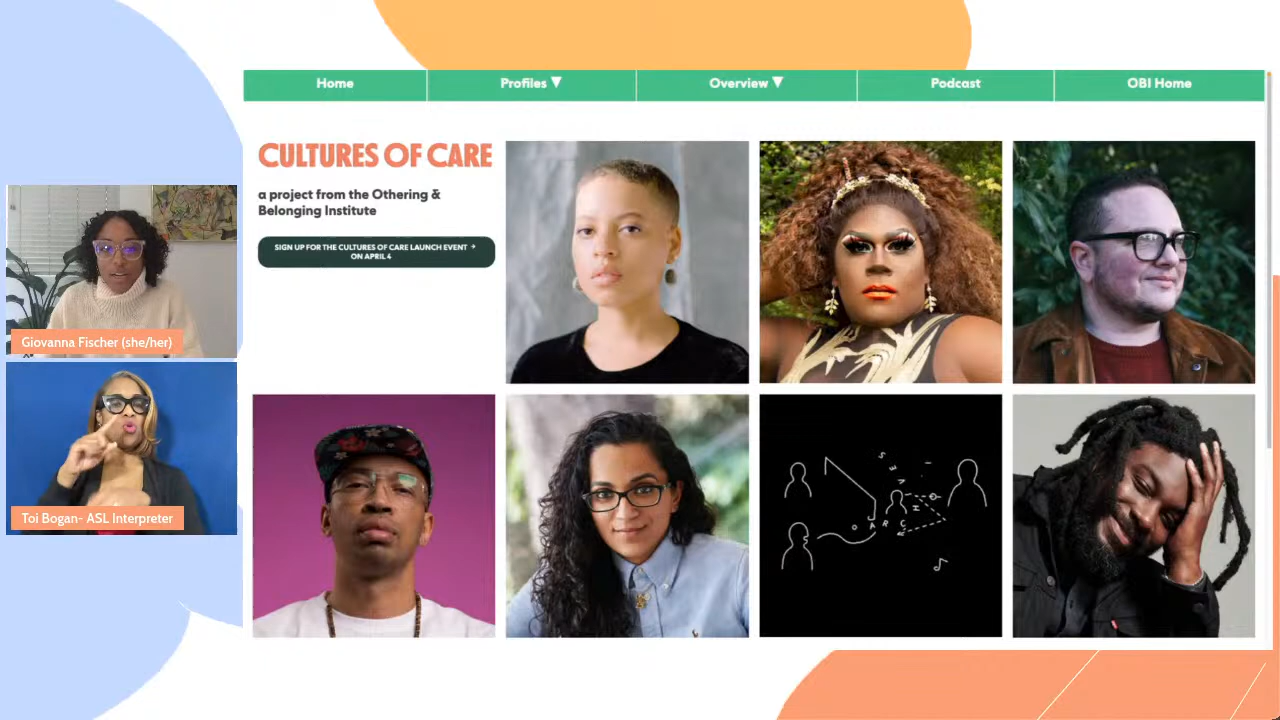 Home
Profiles ▼
Overview ▼
Podcast
OBI Home
CULTURES OF CARE
a project from the Othering &
Belonging Institute
SIGN UP FOR THE CULTURES OF CARE LAUNCH EVENT
ON APRIL 4
Giovanna Fischer (she/her)
Toi Bogan- ASL Interpreter